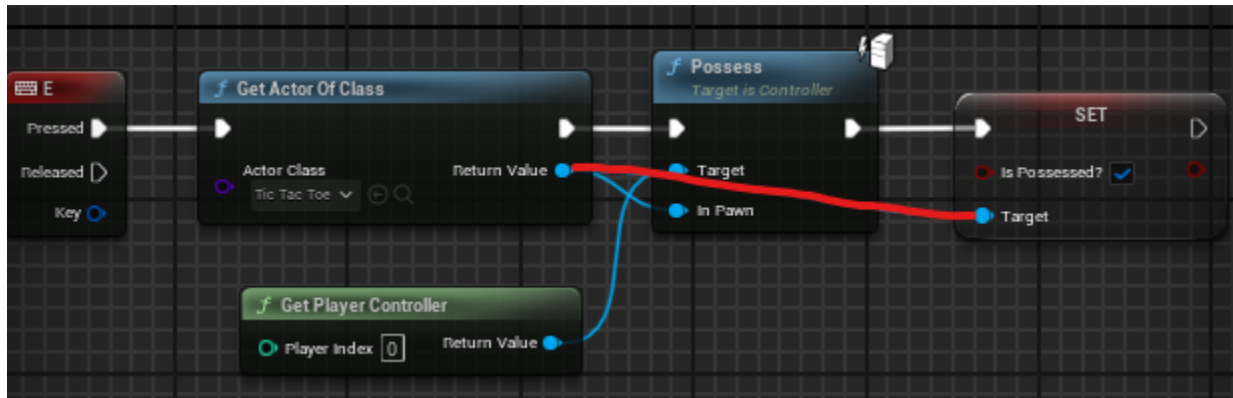 E
Pressed
Released
Key
f Get Actor Of Class
Actor Class
Tic Tac Toe
Return Value
f Possess
Target is Controller
Target
In Pawn
SET
Is Possessed?
Target
f Get Player Controller
Player Index 0
Return Value